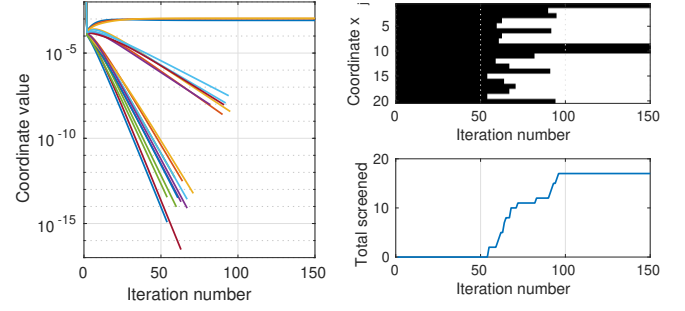 Coordinate value
10^-5
10^-10
10^-15
0 50 100 150
Iteration number
Coordinate x_j
5
10
15
20
0 50 100 150
Iteration number
Total screened
20
10
0
0 50 100 150
Iteration number